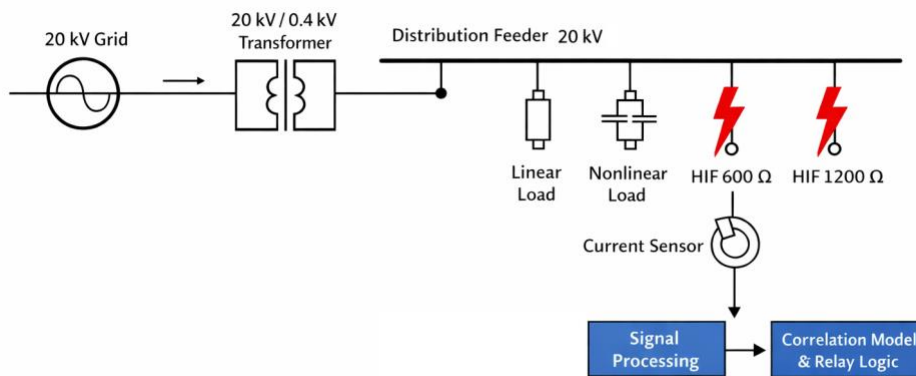 20 kV Grid
20 kV / 0.4 kV
Transformer
Distribution Feeder 20 kV
Linear
Load
Nonlinear
Load
HIF 600 Ω
HIF 1200 Ω
Current Sensor
Signal
Processing
Correlation Model
& Relay Logic